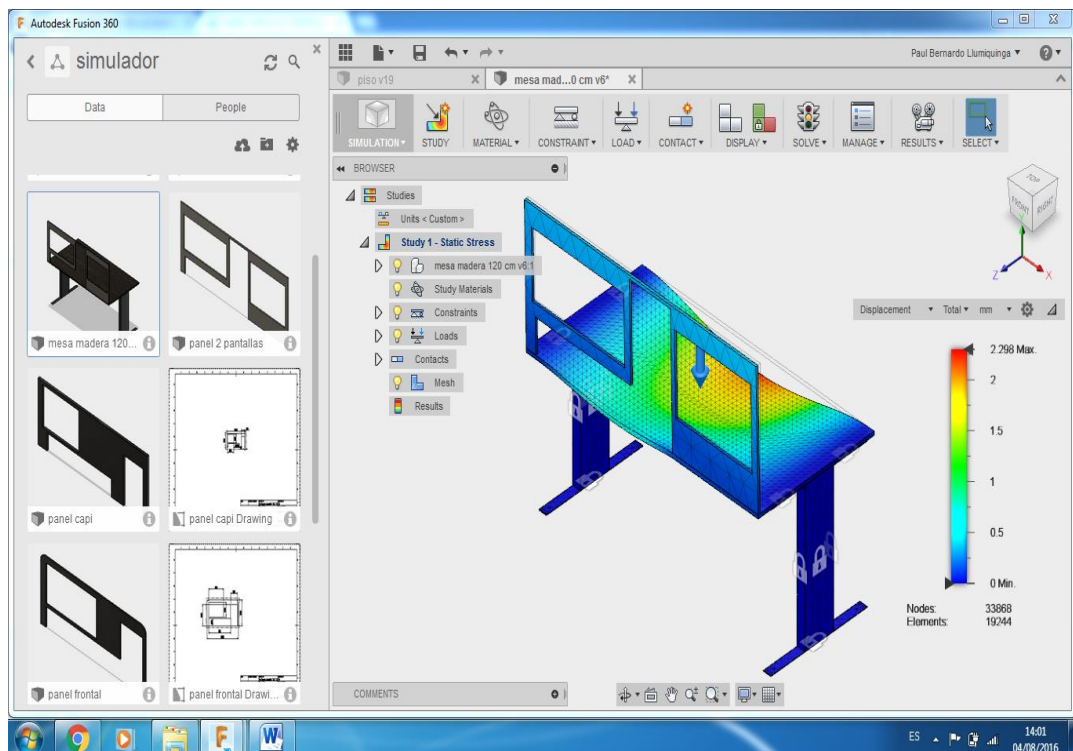 Autodesk Fusion 360
simulador
Data People
mesa madera 120... panel 2 pantallas
panel capi panel capi Drawing
panel frontal panel frontal Drawi...
Paul Bernardo Llumiquinga
piso v19 mesa mad...0 cm v6*
SIMULATION STUDY MATERIAL CONSTRAINT LOAD CONTACT DISPLAY SOLVE MANAGE RESULTS SELECT
BROWSER
Studies
Units < Custom >
Study 1 - Static Stress
mesa madera 120 cm v6:1
Study Materials
Constraints
Loads
Contacts
Mesh
Results
TOP
FRONT RIGHT
Y
Z X
Displacement Total mm
2.298 Max.
2
1.5
1
0.5
0 Min.
Nodes: 33868
Elements: 19244
COMMENTS
ES 14:01
04/08/2016